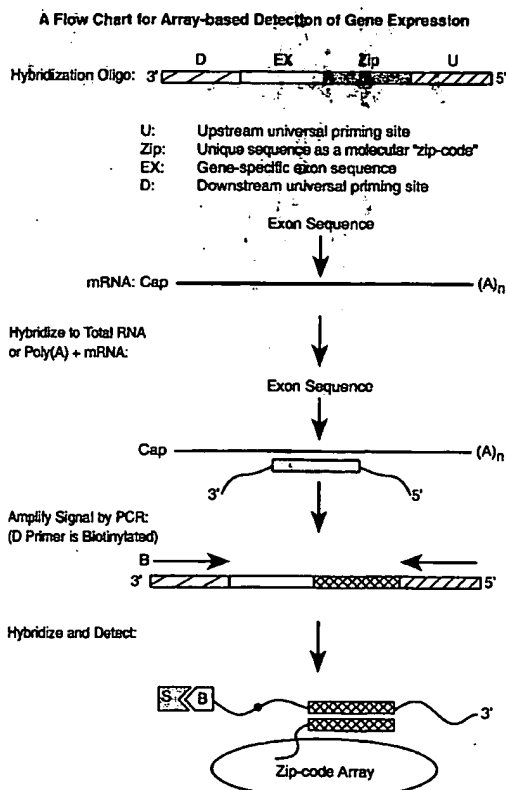 A Flow Chart for Array-based Detection of Gene Expression
D EX Zip U
Hybridization Oligo: 3' 5'
U: Upstream universal priming site
Zip: Unique sequence as a molecular "zip-code"
EX: Gene-specific exon sequence
D: Downstream universal priming site
Exon Sequence
mRNA: Cap (A)n
Hybridize to Total RNA
or Poly(A) + mRNA:
Exon Sequence
Cap (A)n
3' 5'
Amplify Signal by PCR:
(D Primer is Biotinylated)
B
3' 5'
Hybridize and Detect:
S B 3'
Zip-code Array